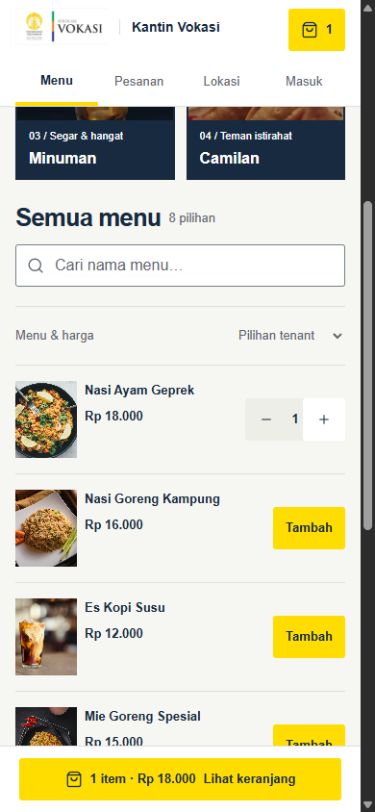 VOKASI
Kantin Vokasi
1
Menu
Pesanan
Lokasi
Masuk
03 / Segar & hangat
Minuman
04 / Teman istirahat
Camilan
Semua menu 8 pilihan
Cari nama menu...
Menu & harga
Pilihan tenant
Nasi Ayam Geprek
Rp 18.000
− 1 +
Nasi Goreng Kampung
Rp 16.000
Tambah
Es Kopi Susu
Rp 12.000
Tambah
Mie Goreng Spesial
Rp 15.000
Tambah
1 item · Rp 18.000 Lihat keranjang